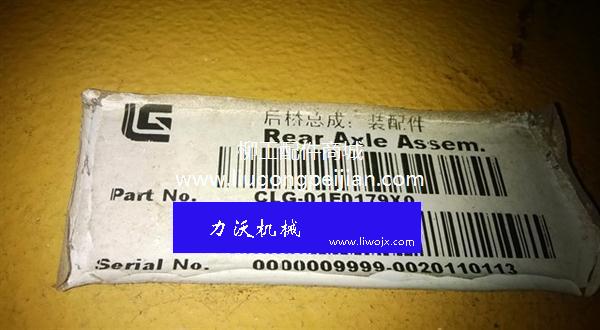 LG
后桥总成：装配件
Rear Axle Assem.
柳工配件商城
www.liugongpeijian.com
Part No. CLG-01E0179X0
力沃机械
www.liwojx.com
Serial No. 0000009999-0020110113